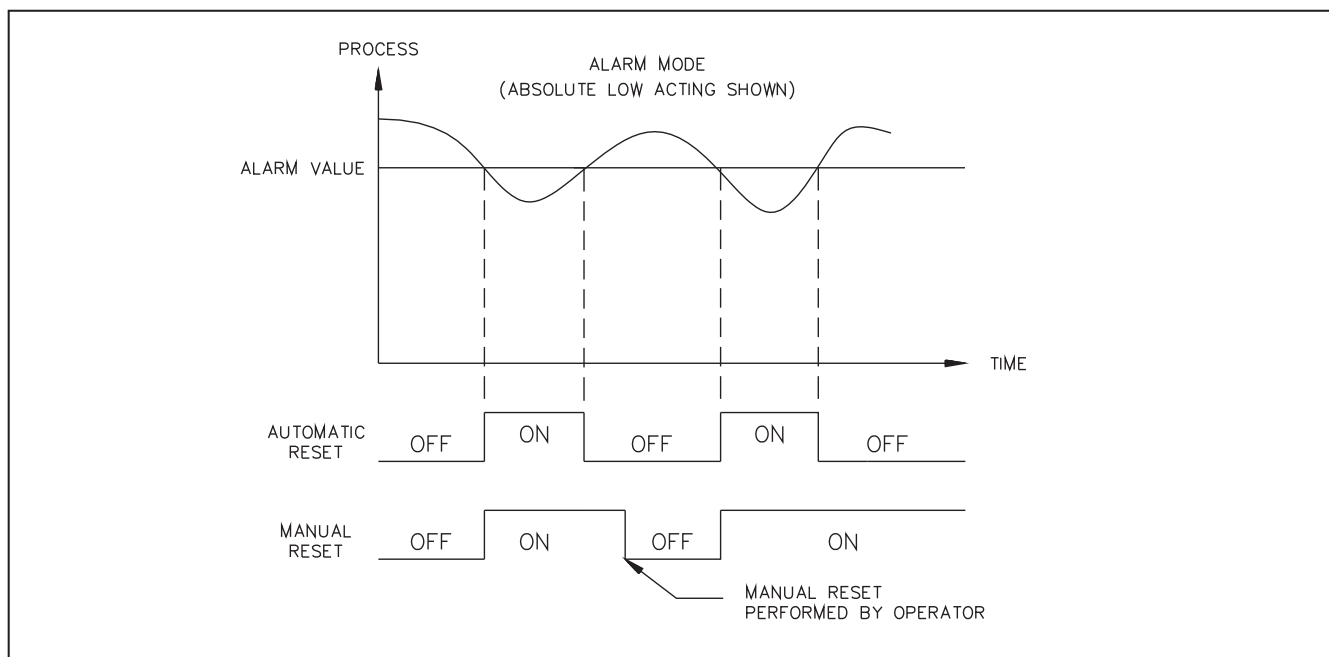 PROCESS
ALARM MODE
(ABSOLUTE LOW ACTING SHOWN)
ALARM VALUE
TIME
AUTOMATIC
RESET
OFF
ON
OFF
ON
OFF
MANUAL
RESET
OFF
ON
OFF
ON
MANUAL RESET
PERFORMED BY OPERATOR